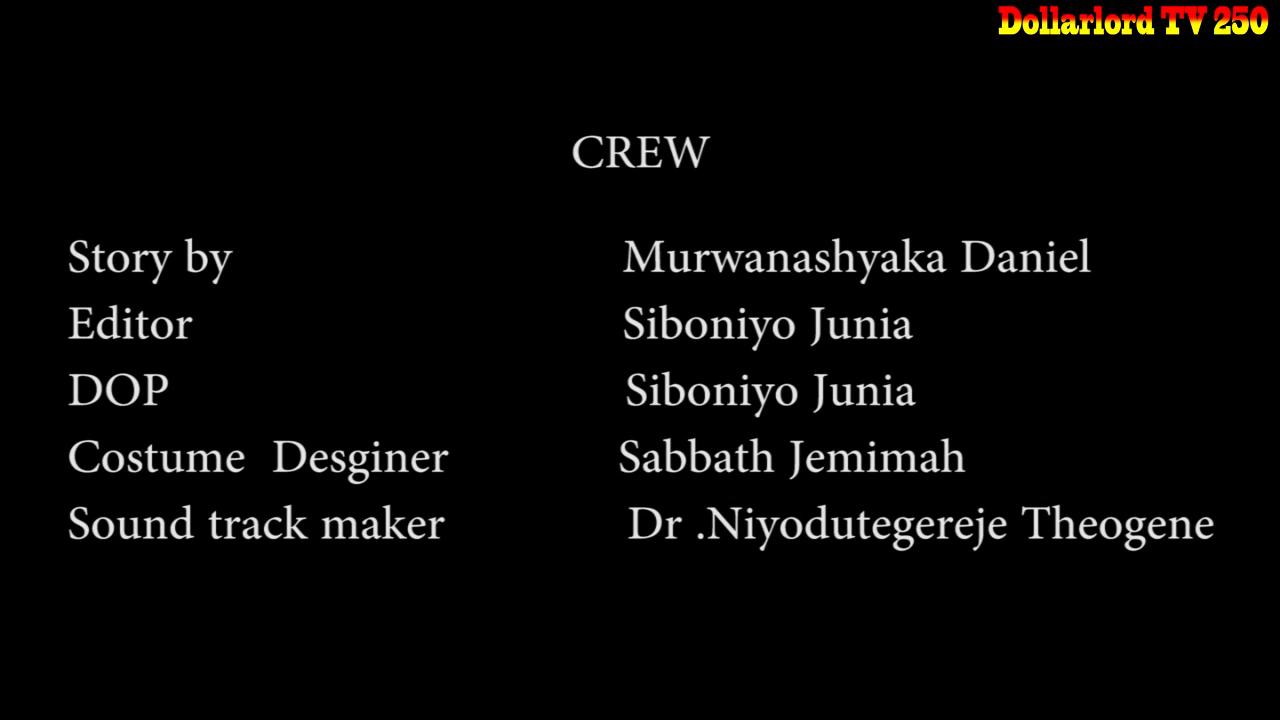 Dollarlord TV 250
CREW
Story by Murwanashyaka Daniel
Editor Siboniyo Junia
DOP Siboniyo Junia
Costume Desginer Sabbath Jemimah
Sound track maker Dr .Niyodutegereje Theogene